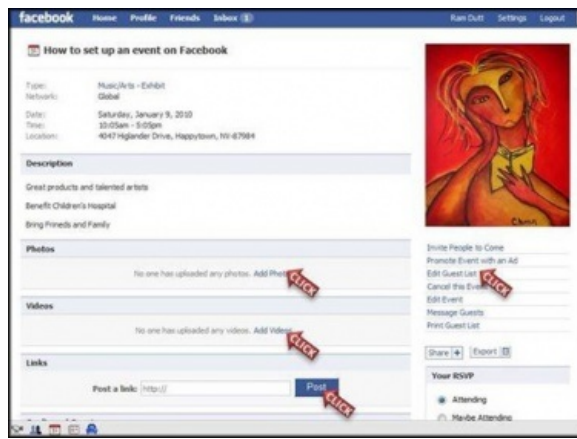 facebook Home Profile Friends Inbox 1 Ram Dutt Settings Logout
How to set up an event on Facebook
Type: Music/Arts - Exhibit
Network: Global
Date: Saturday, January 9, 2010
Time: 10:05am - 5:05pm
Location: 4047 Higlander Drive, Happytown, NV-87984
Description
Great products and talented artists
Benefit Children's Hospital
Bring Frineds and Family
Photos
No one has uploaded any photos. Add Photos
CLICK
Videos
No one has uploaded any videos. Add Videos
CLICK
Links
Post a link: http:// Post
CLICK
Invite People to Come
Promote Event with an Ad
Edit Guest List
CLICK
Cancel this Event
Edit Event
Message Guests
Print Guest List
Share + Export
Your RSVP
Attending
Maybe Attending